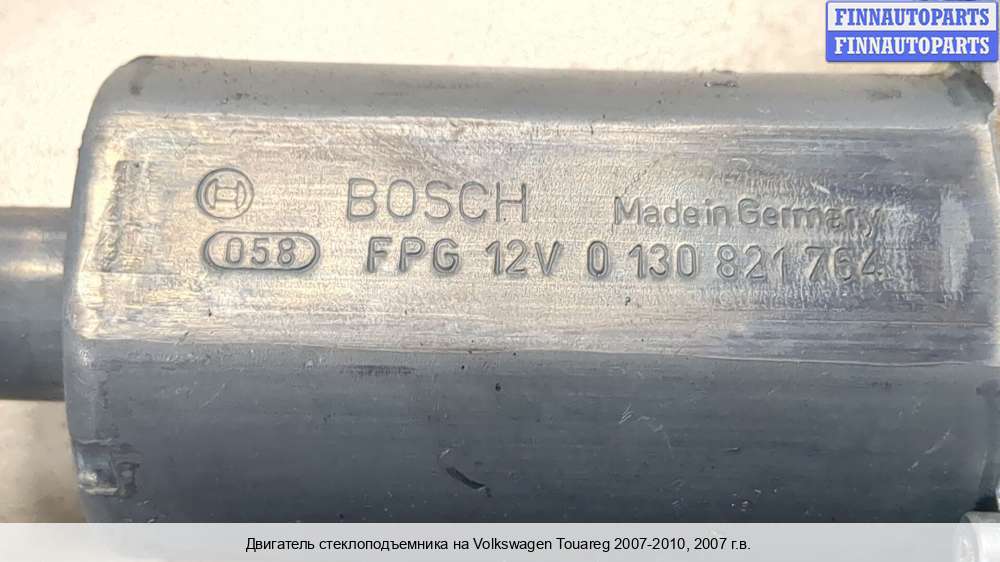 FINNAUTOPARTS
FINNAUTOPARTS
BOSCH Made in Germany
058 FPG 12V 0 130 821 764
Двигатель стеклоподъемника на Volkswagen Touareg 2007-2010, 2007 г.в.